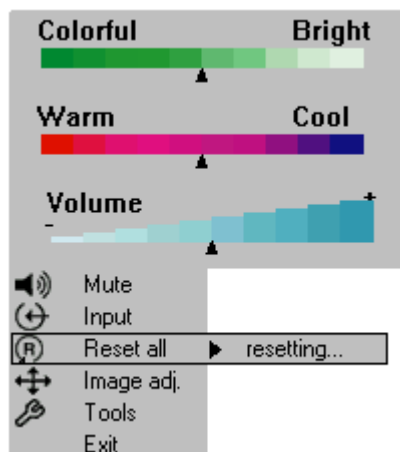 Colorful Bright
Warm Cool
Volume
- +
Mute
Input
R Reset all resetting...
Image adj.
Tools
Exit